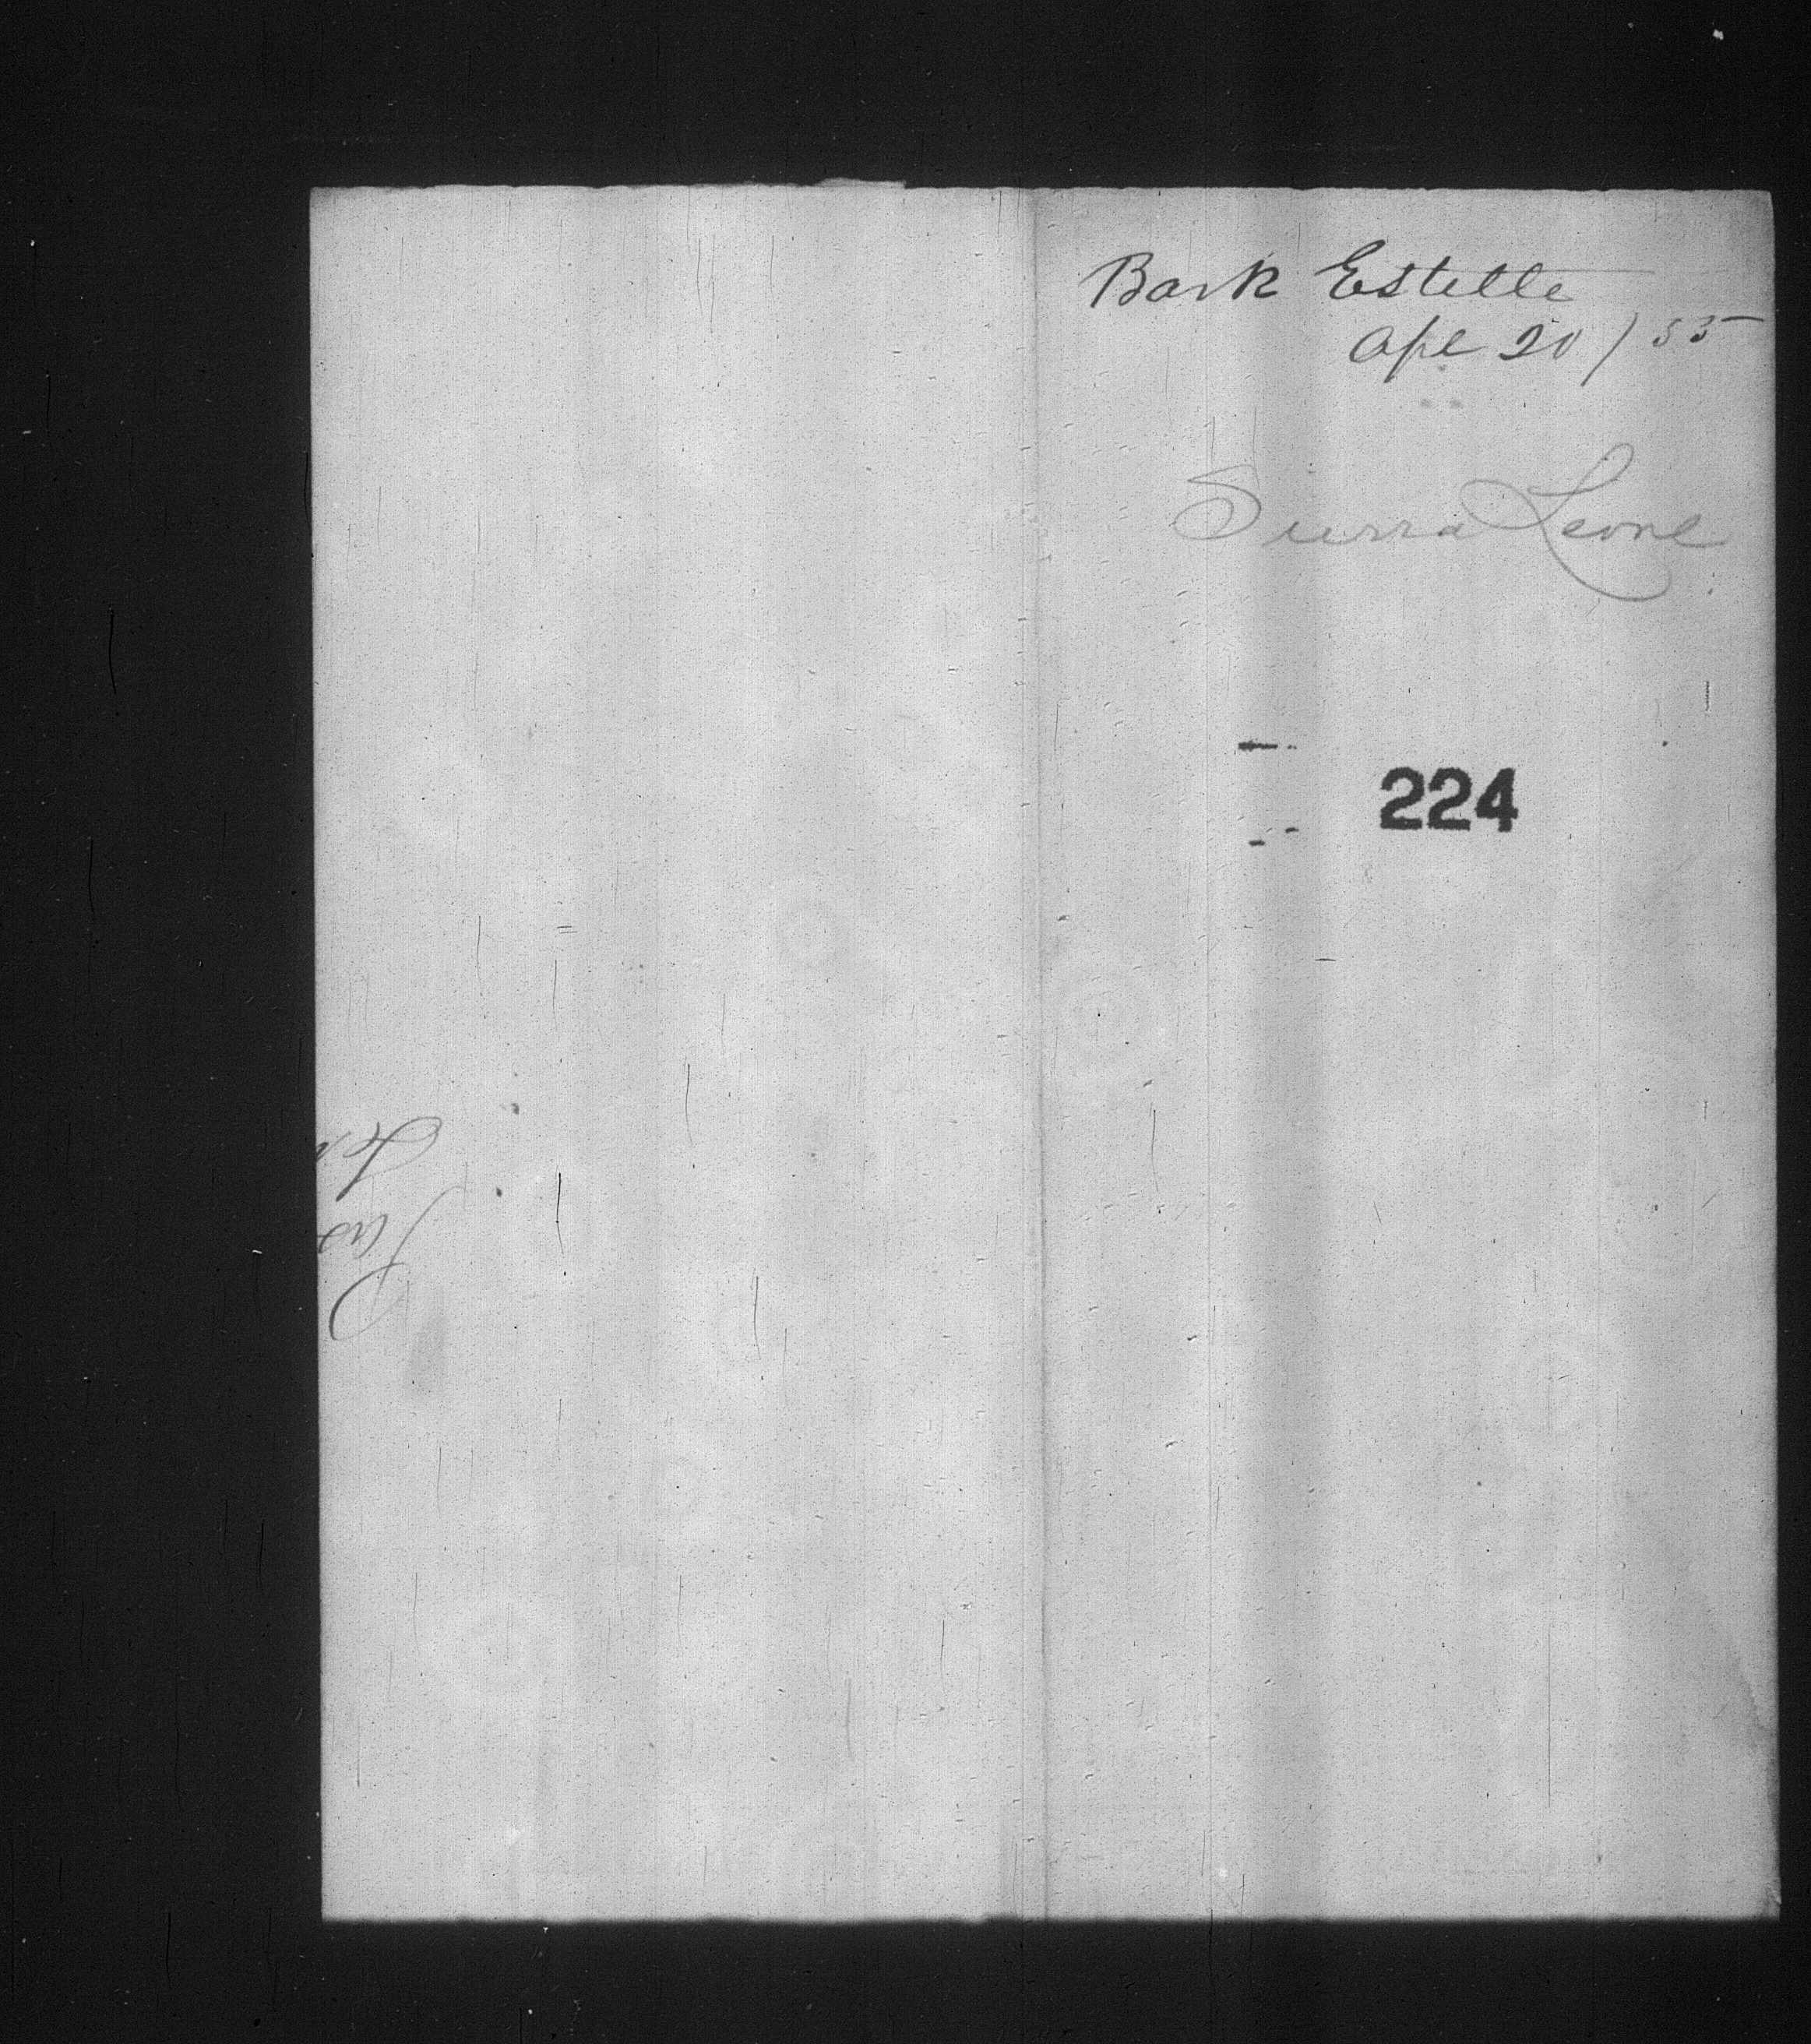 Bark Estelle
Apl 20 / 55
Sierra Leone
224